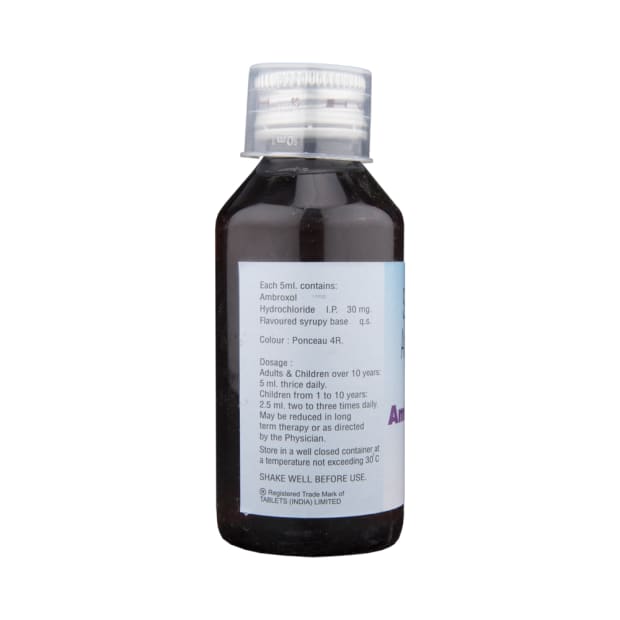 Each 5ml. contains:
Ambroxol
Hydrochloride I.P. 30 mg.
Flavoured syrupy base q.s.
Colour : Ponceau 4R.
Dosage :
Adults & Children over 10 years:
5 ml. thrice daily.
Children from 1 to 10 years:
2.5 ml. two to three times daily
May be reduced in long
term therapy or as directed
by the Physician.
Store in a well closed container at
a temperature not exceeding 30°C
SHAKE WELL BEFORE USE.
® Registered Trade Mark of
TABLETS (INDIA) LIMITED
Am